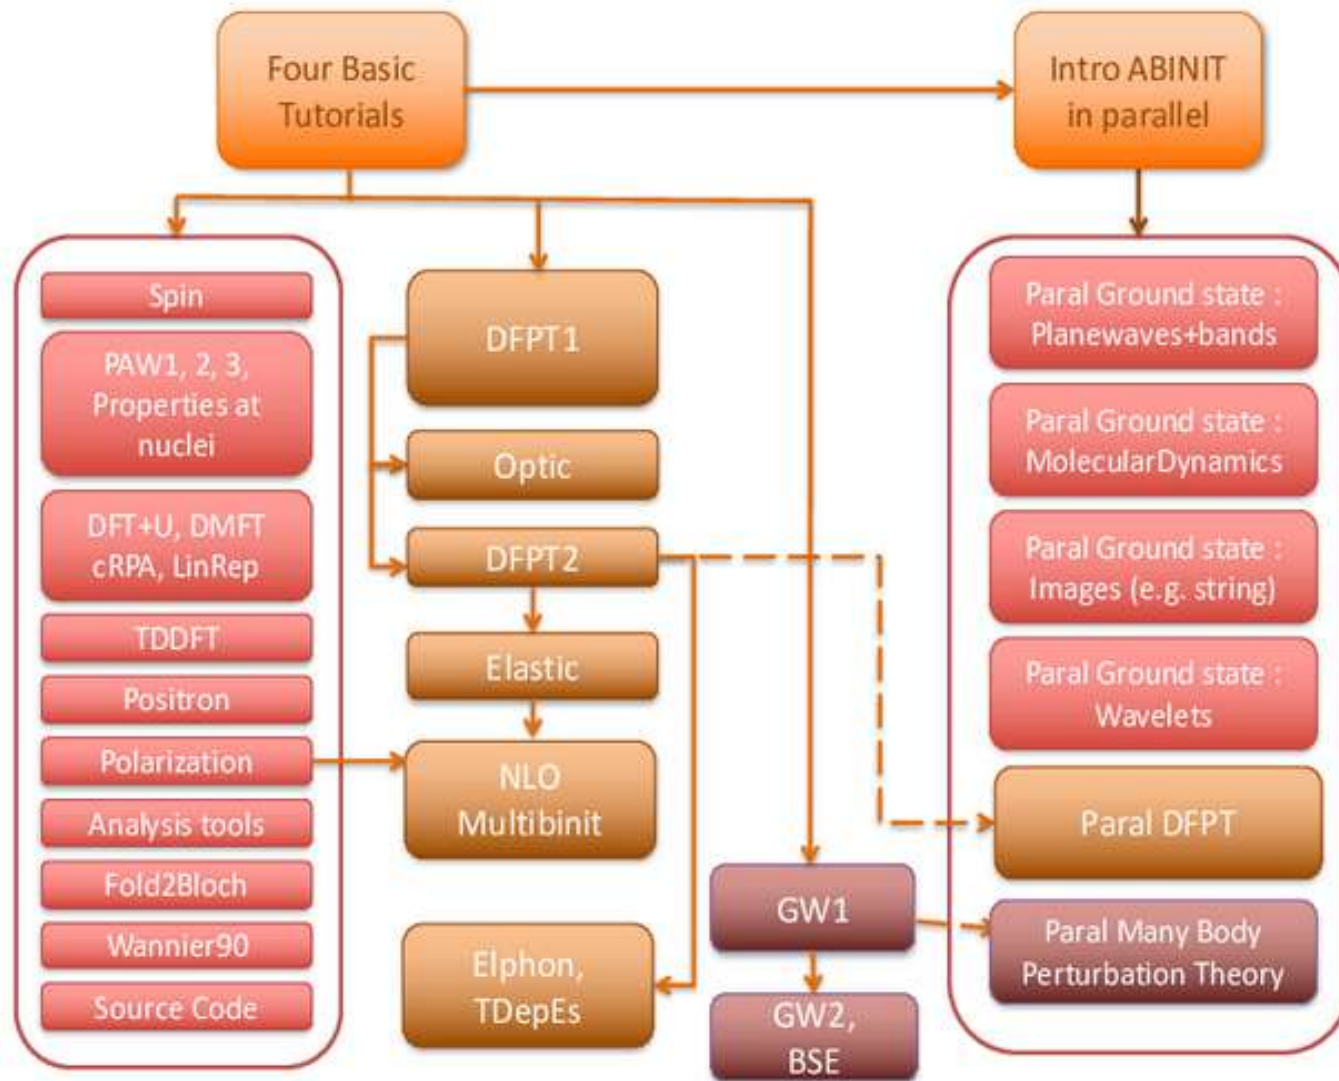 Four Basic
Tutorials
Intro ABINIT
in parallel
Spin
PAW1, 2, 3,
Properties at
nuclei
DFT+U, DMFT
cRPA, LinRep
TDDFT
Positron
Polarization
Analysis tools
Fold2Bloch
Wannier90
Source Code
DFPT1
Optic
DFPT2
Elastic
NLO
Multibinit
Elphon,
TDepEs
GW1
GW2,
BSE
Paral Ground state :
Planewaves+bands
Paral Ground state :
MolecularDynamics
Paral Ground state :
Images (e.g. string)
Paral Ground state :
Wavelets
Paral DFPT
Paral Many Body
Perturbation Theory